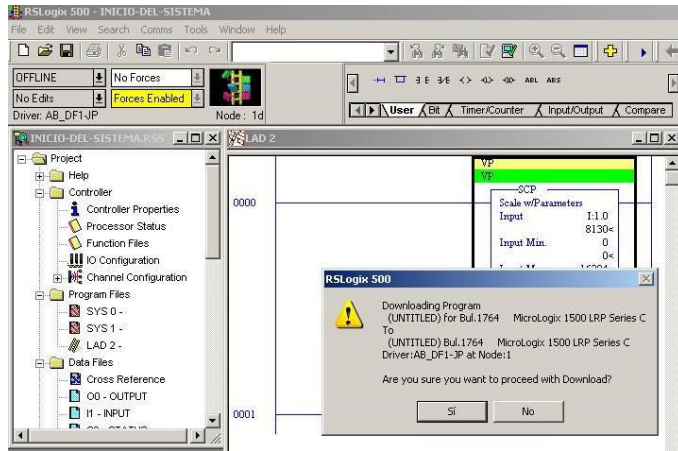 RSLogix 500 - INICIO-DEL-SISTEMA
File Edit View Search Comms Tools Window Help
OFFLINE
No Forces
No Edits
Forces Enabled
Driver: AB_DF1-JP
Node: 1d
ABL ABS
User Bit Timer/Counter Input/Output Compare
INICIO-DEL-SISTEMA.RSS
LAD 2
Project
Help
Controller
Controller Properties
Processor Status
Function Files
IO Configuration
Channel Configuration
Program Files
SYS 0 -
SYS 1 -
LAD 2 -
Data Files
Cross Reference
O0 - OUTPUT
I1 - INPUT
0000
VP
VP
SCP
Scale w/Parameters
Input I:1.0
8130<
Input Min. 0
0<
0001
RSLogix 500
Downloading Program
(UNTITLED) for Bul.1764 MicroLogix 1500 LRP Series C
To
(UNTITLED) Bul.1764 MicroLogix 1500 LRP Series C
Driver:AB_DF1-JP at Node:1
Are you sure you want to proceed with Download?
Sí
No